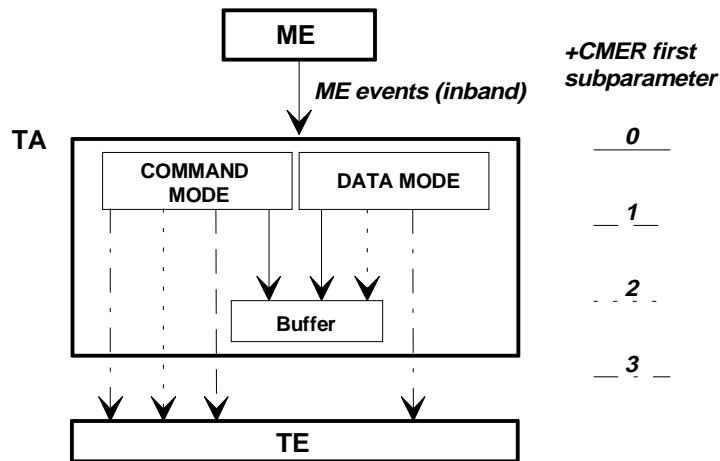 ME
+CMER first
subparameter
ME events (inband)
TA
0
COMMAND
MODE
DATA MODE
1
2
Buffer
3
TE